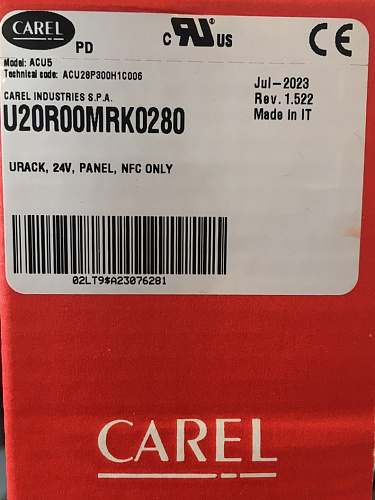 CAREL
PD
c RU US
CE
Model: ACU5
Technical code: ACU28P300H1C006
CAREL INDUSTRIES S.P.A.
Jul-2023
Rev. 1.522
Made in IT
U20R00MRK0280
URACK, 24V, PANEL, NFC ONLY
02LT9*A23076281
CAREL